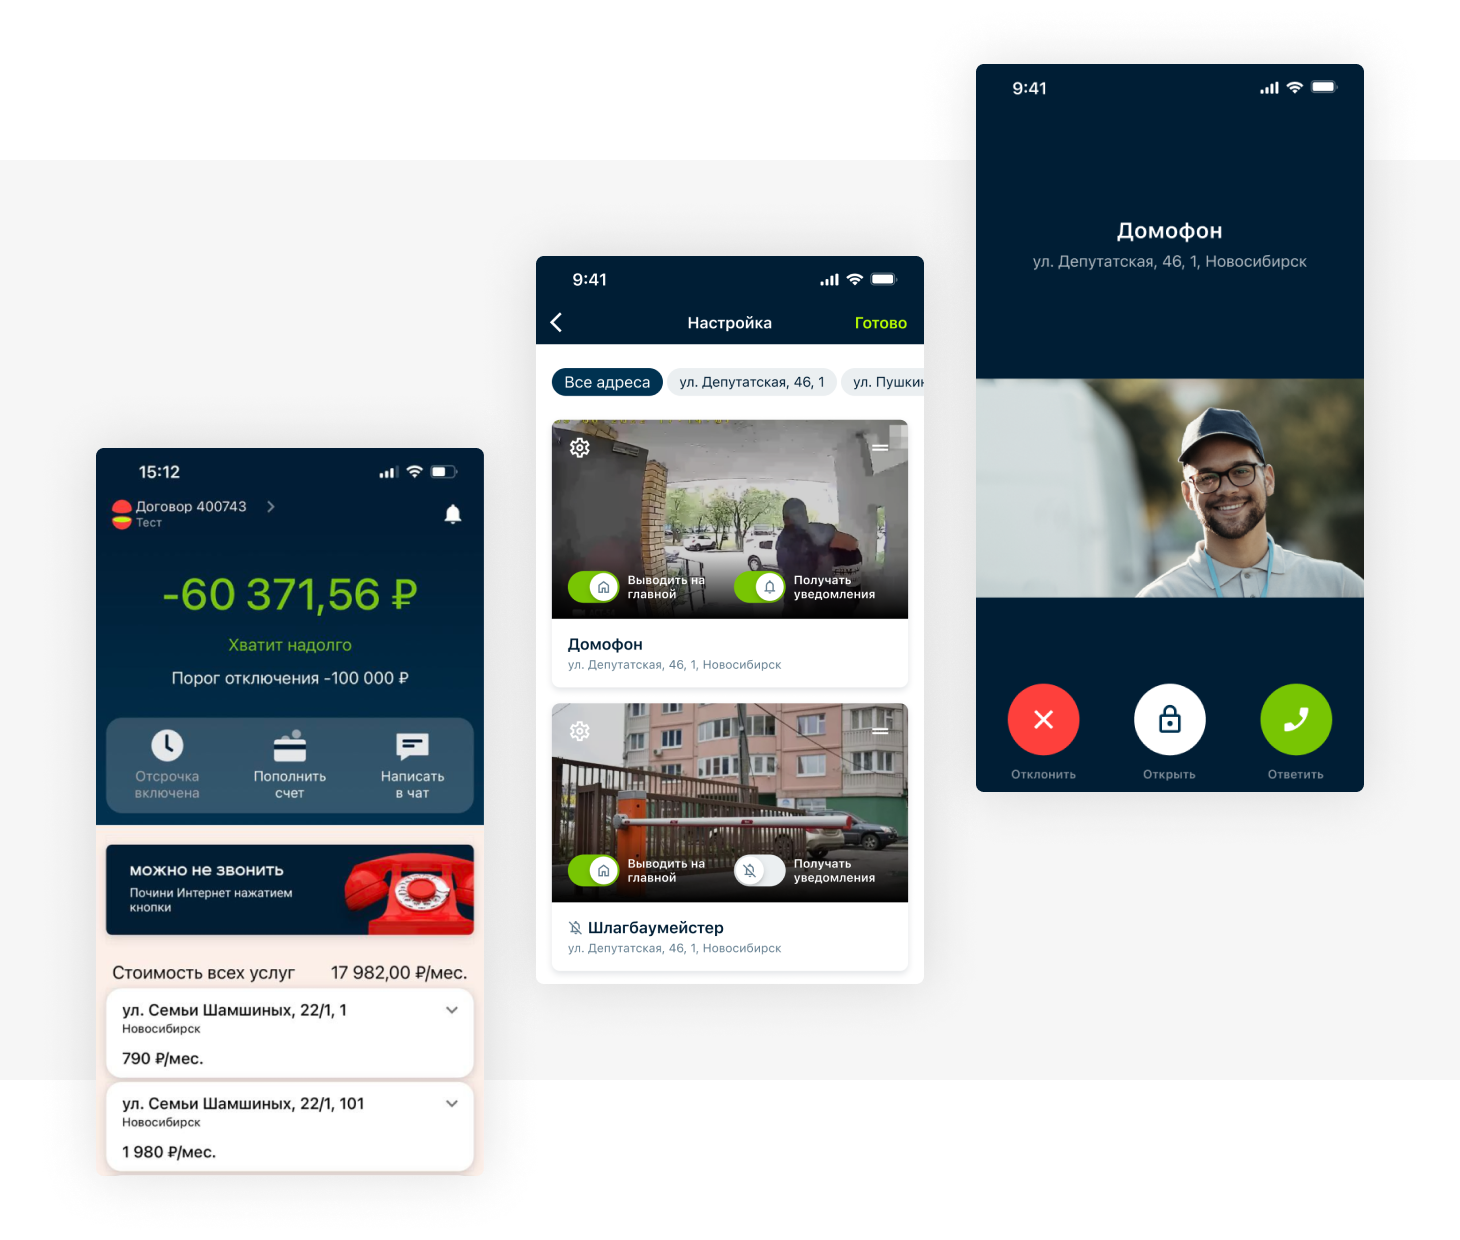 15:12
Договор 400743
Тест
-60 371,56 ₽
Хватит надолго
Порог отключения -100 000 ₽
Отсрочка
включена
Пополнить
счет
Написать
в чат
МОЖНО НЕ ЗВОНИТЬ
Почини Интернет нажатием
кнопки
Стоимость всех услуг 17 982,00 ₽/мес.
ул. Семьи Шамшиных, 22/1, 1
Новосибирск
790 ₽/мес.
ул. Семьи Шамшиных, 22/1, 101
Новосибирск
1 980 ₽/мес.
9:41
Настройка Готово
Все адреса ул. Депутатская, 46, 1 ул. Пушкин
Выводить на
главной
Получать
уведомления
Домофон
ул. Депутатская, 46, 1, Новосибирск
Выводить на
главной
Получать
уведомления
Шлагбаумейстер
ул. Депутатская, 46, 1, Новосибирск
9:41
Домофон
ул. Депутатская, 46, 1, Новосибирск
Отклонить Открыть Ответить